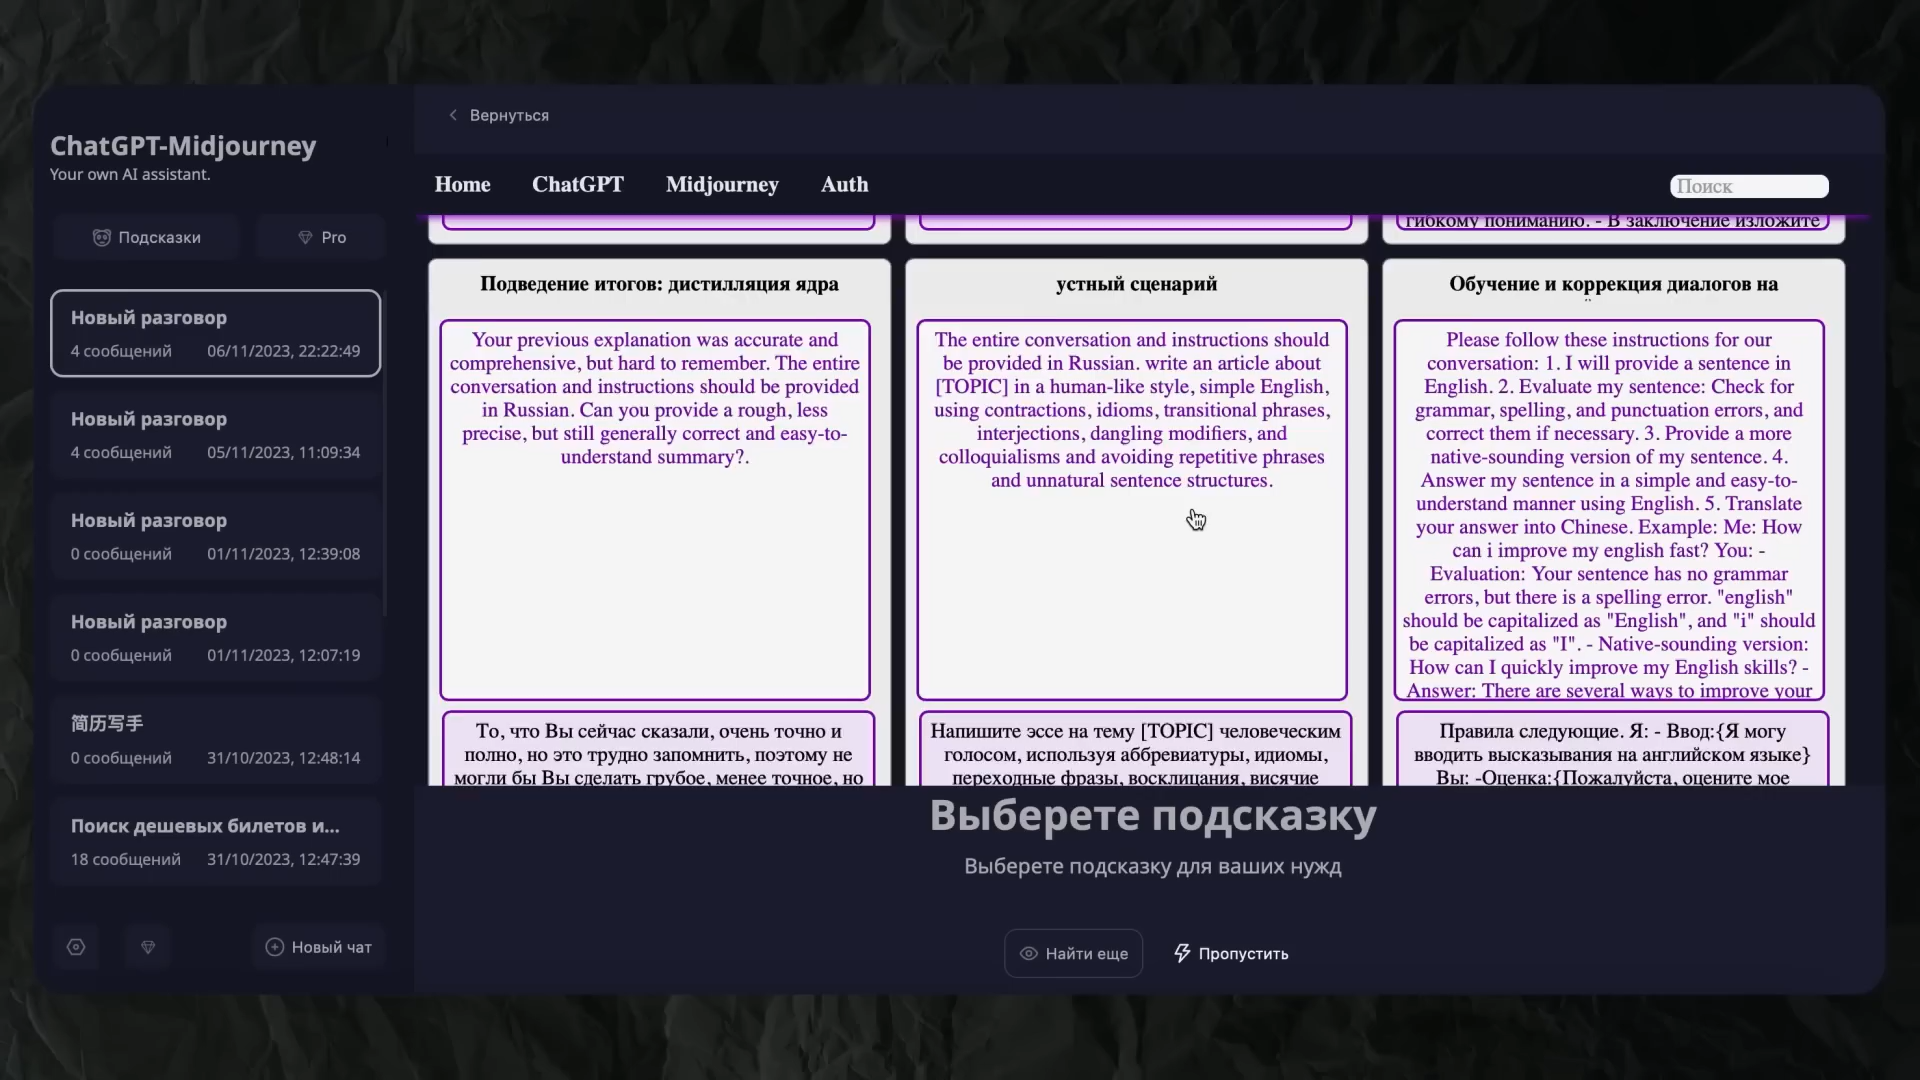 ChatGPT-Midjourney
Your own AI assistant.
Подсказки
Pro
Новый разговор
4 сообщений 06/11/2023, 22:22:49
Новый разговор
4 сообщений 05/11/2023, 11:09:34
Новый разговор
0 сообщений 01/11/2023, 12:39:08
Новый разговор
0 сообщений 01/11/2023, 12:07:19
简历写手
0 сообщений 31/10/2023, 12:48:14
Поиск дешевых билетов и...
18 сообщений 31/10/2023, 12:47:39
Новый чат
Вернуться
Home ChatGPT Midjourney Auth
Поиск
гибкому пониманию. - В заключение изложите
Подведение итогов: дистилляция ядра
Your previous explanation was accurate and
comprehensive, but hard to remember. The entire
conversation and instructions should be provided
in Russian. Can you provide a rough, less
precise, but still generally correct and easy-to-
understand summary?.
То, что Вы сейчас сказали, очень точно и
полно, но это трудно запомнить, поэтому не
могли бы Вы сделать грубое, менее точное, но
устный сценарий
The entire conversation and instructions should
be provided in Russian. write an article about
[TOPIC] in a human-like style, simple English,
using contractions, idioms, transitional phrases,
interjections, dangling modifiers, and
colloquialisms and avoiding repetitive phrases
and unnatural sentence structures.
Напишите эссе на тему [TOPIC] человеческим
голосом, используя аббревиатуры, идиомы,
переходные фразы, восклицания, висячие
Обучение и коррекция диалогов на
Please follow these instructions for our
conversation: 1. I will provide a sentence in
English. 2. Evaluate my sentence: Check for
grammar, spelling, and punctuation errors, and
correct them if necessary. 3. Provide a more
native-sounding version of my sentence. 4.
Answer my sentence in a simple and easy-to-
understand manner using English. 5. Translate
your answer into Chinese. Example: Me: How
can i improve my english fast? You: -
Evaluation: Your sentence has no grammar
errors, but there is a spelling error. "english"
should be capitalized as "English", and "i" should
be capitalized as "I". - Native-sounding version:
How can I quickly improve my English skills? -
Answer: There are several ways to improve your
Правила следующие. Я: - Ввод:{Я могу
вводить высказывания на английском языке}
Вы: -Оценка:{Пожалуйста, оцените мое
Выберете подсказку
Выберете подсказку для ваших нужд
Найти еще
Пропустить